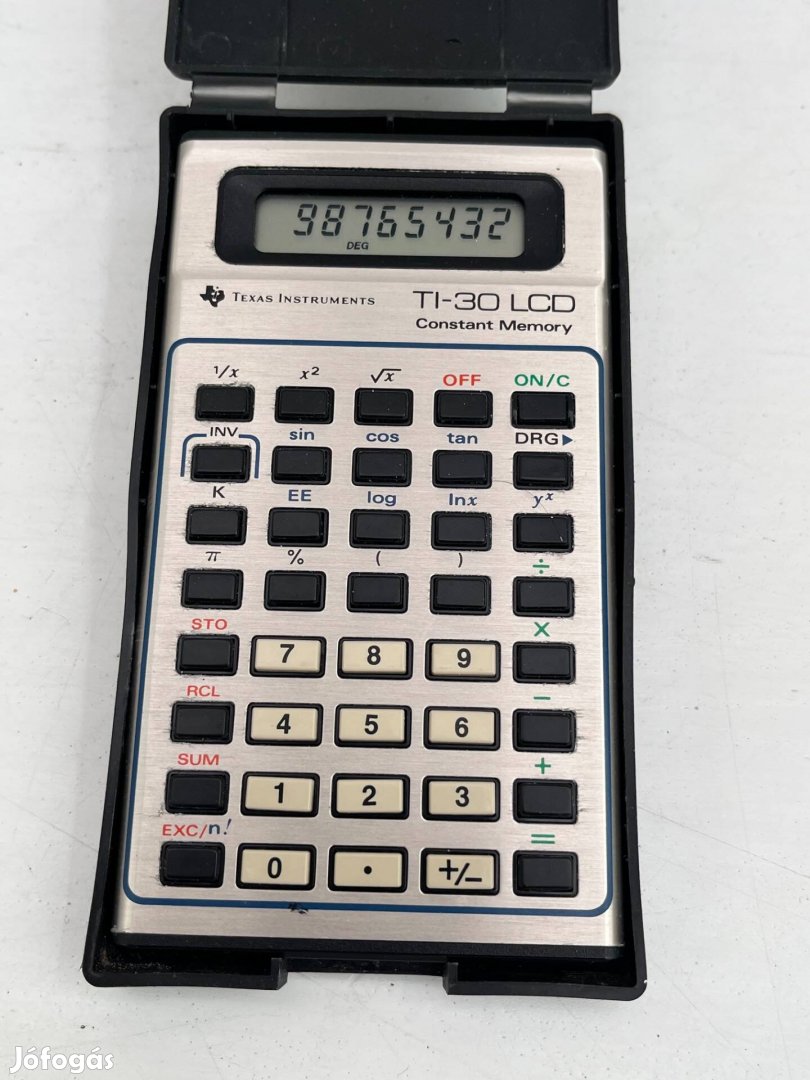 98765432
DEG
TEXAS INSTRUMENTS TI-30 LCD
Constant Memory
1/x x² √x OFF ON/C
INV sin cos tan DRG▶
K EE log lnx yˣ
π % ( ) ÷
STO 7 8 9 ×
RCL 4 5 6 −
SUM 1 2 3 +
EXC/n! 0 . +/− =
Jófogás